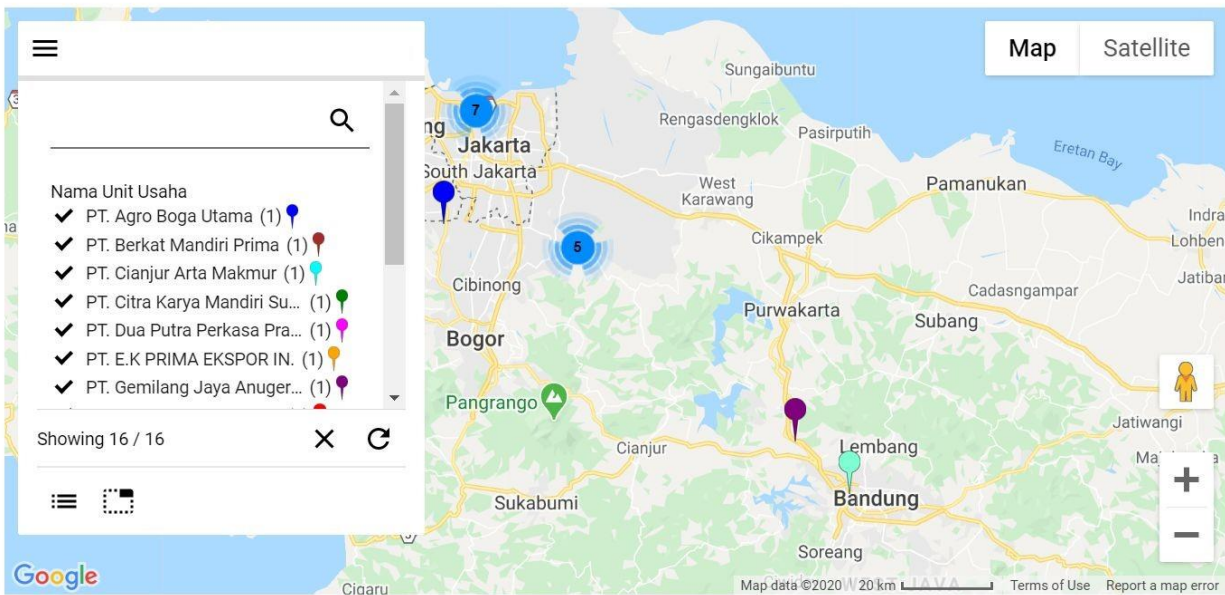 Map
Satellite
Sungaibuntu
7
Rengasdengklok
Pasirputih
ng
Jakarta
Eretan Bay
South Jakarta
Nama Unit Usaha
West
Karawang
Pamanukan
PT. Agro Boga Utama (1)
Indra
PT. Berkat Mandiri Prima (1)
5
Cikampek
Lohben
PT. Cianjur Arta Makmur (1)
Cibinong
Jatibar
PT. Citra Karya Mandiri Su... (1)
Cadasngampar
Purwakarta
Subang
PT. Dua Putra Perkasa Pra... (1)
Bogor
PT. E.K PRIMA EKSPOR IN. (1)
PT. Gemilang Jaya Anuger... (1)
Pangrango
Jatiwangi
Showing 16 / 16
Cianjur
Lembang
Sukabumi
Bandung
Soreang
Google
Cigaru
WEST JAVA
Map data ©2020
20 km
Terms of Use
Report a map error